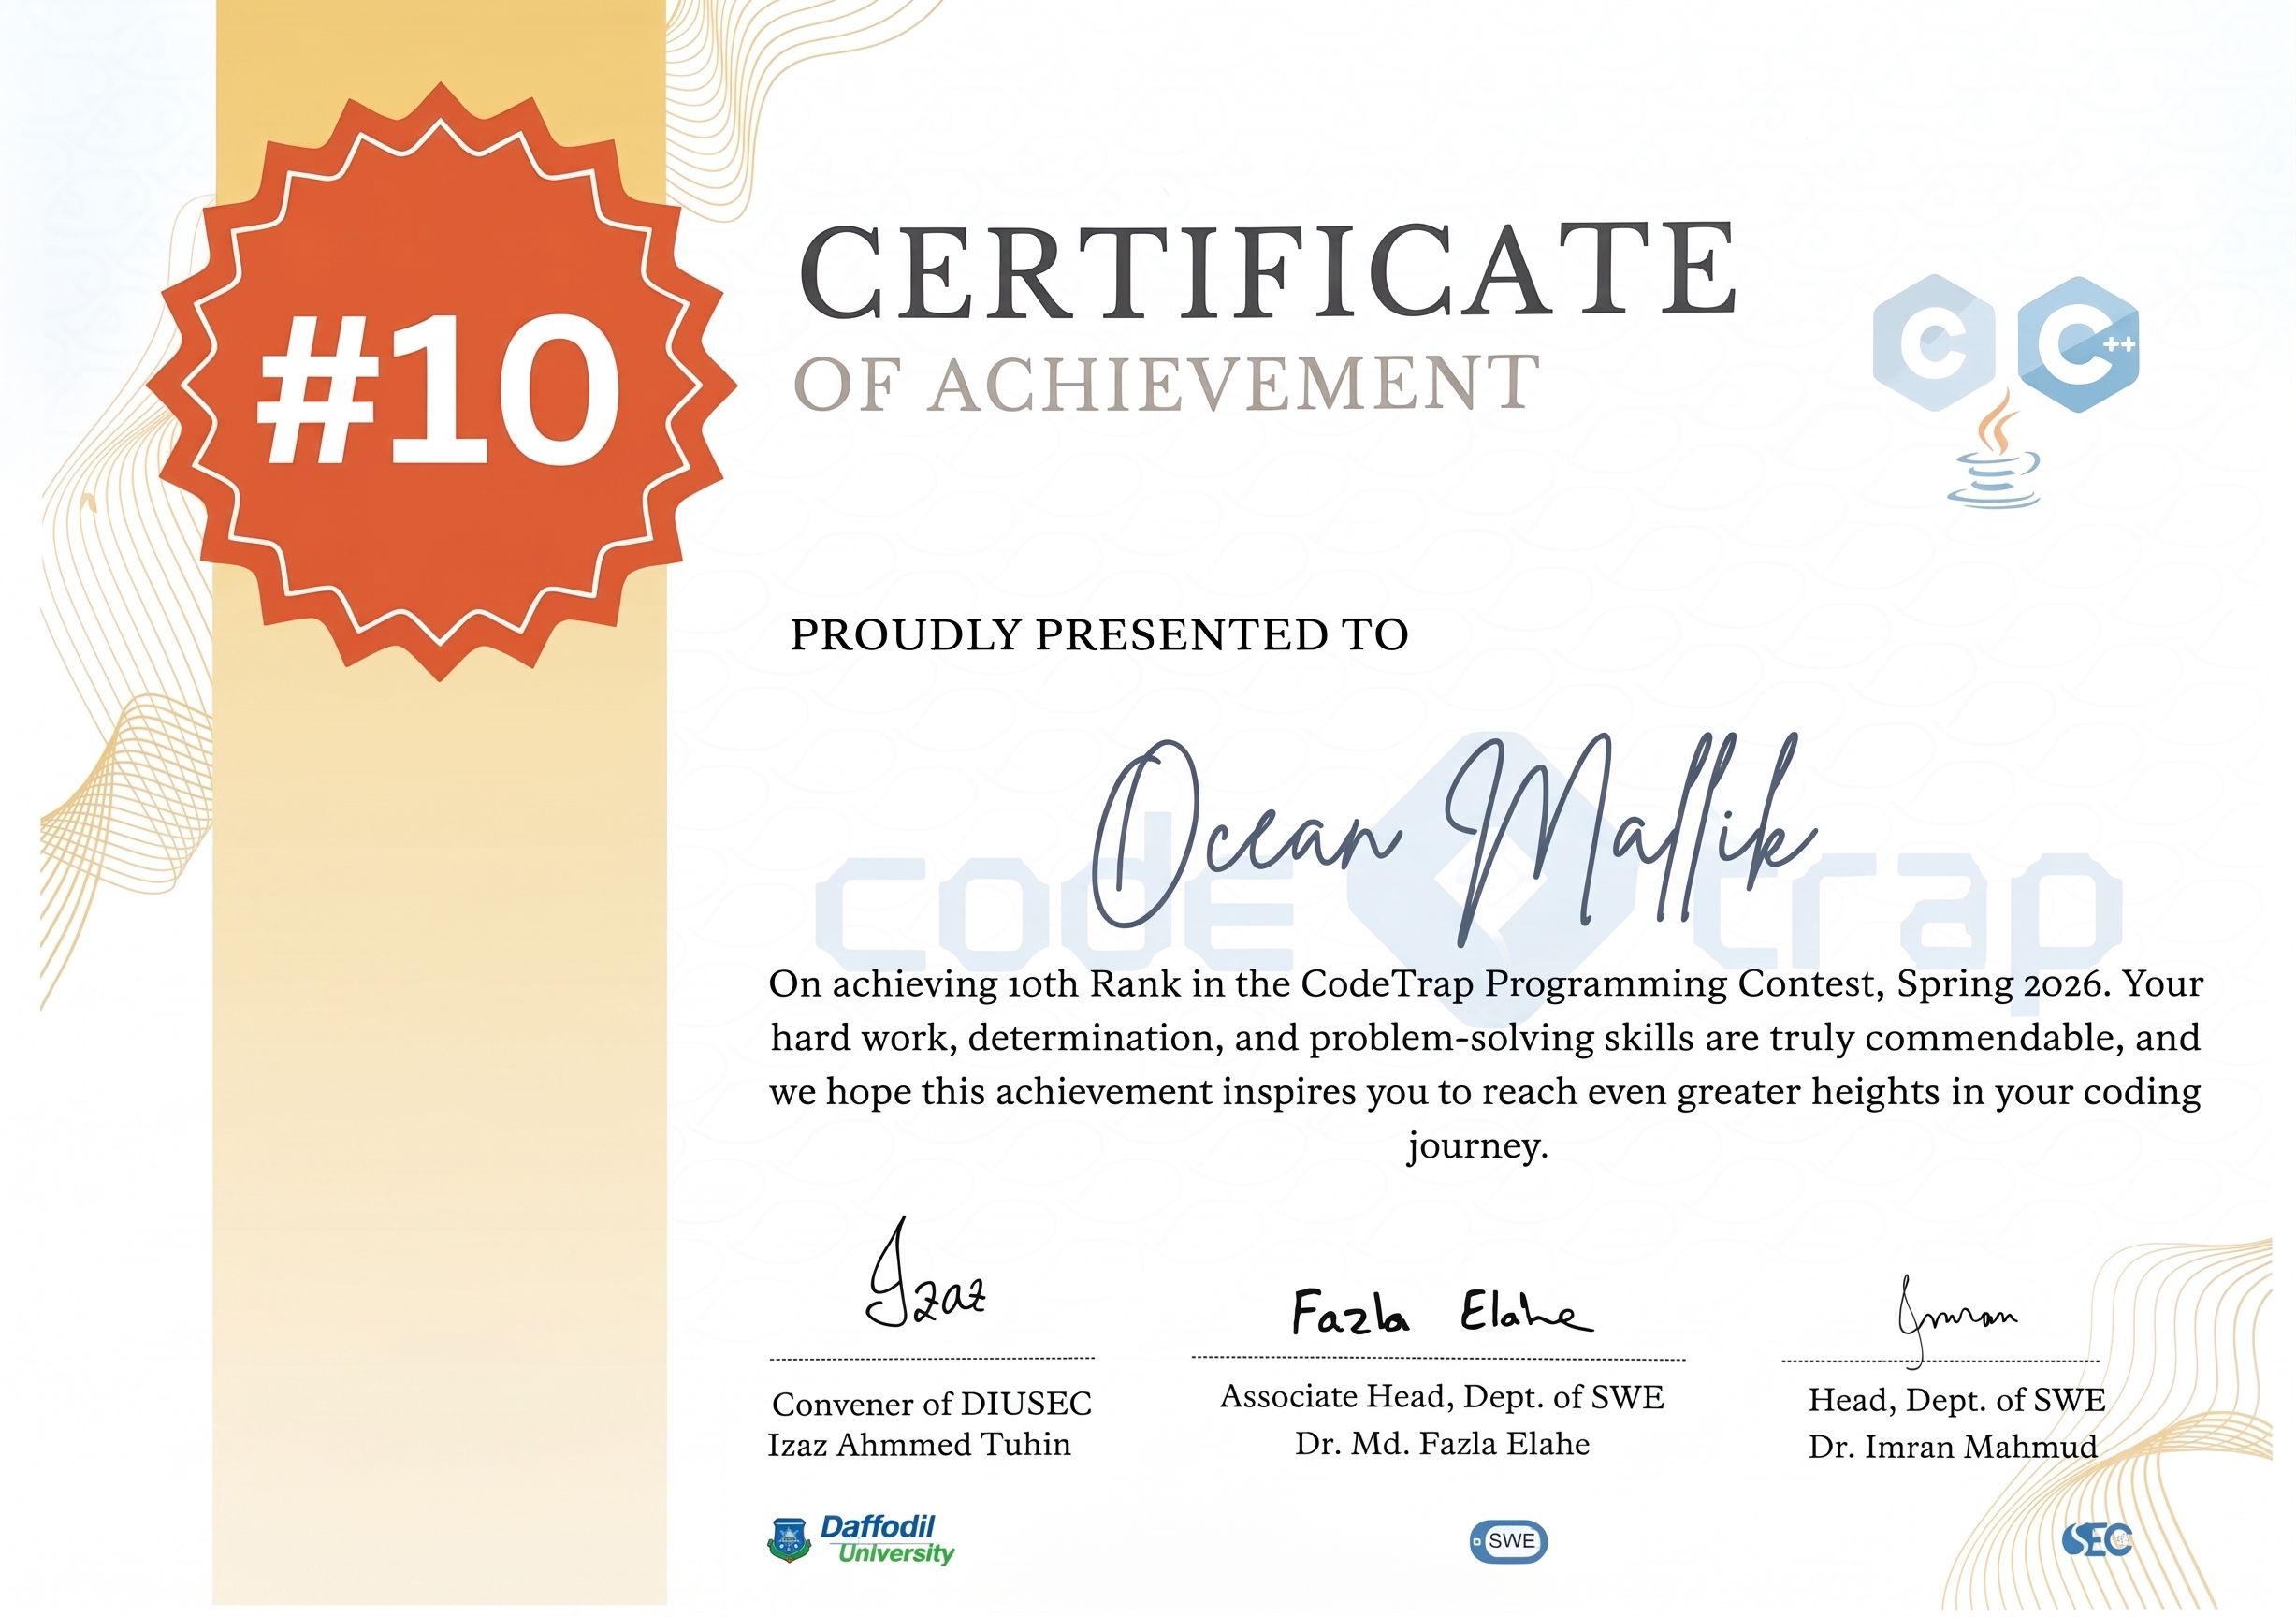 #10
CERTIFICATE
OF ACHIEVEMENT
C C++
PROUDLY PRESENTED TO
Ocean Mallik
code trap
On achieving 10th Rank in the CodeTrap Programming Contest, Spring 2026. Your
hard work, determination, and problem-solving skills are truly commendable, and
we hope this achievement inspires you to reach even greater heights in your coding
journey.
Izaz
Fazla Elahe
Imran
Convener of DIUSEC
Izaz Ahmmed Tuhin
Associate Head, Dept. of SWE
Dr. Md. Fazla Elahe
Head, Dept. of SWE
Dr. Imran Mahmud
Daffodil
University
SWE
SEC